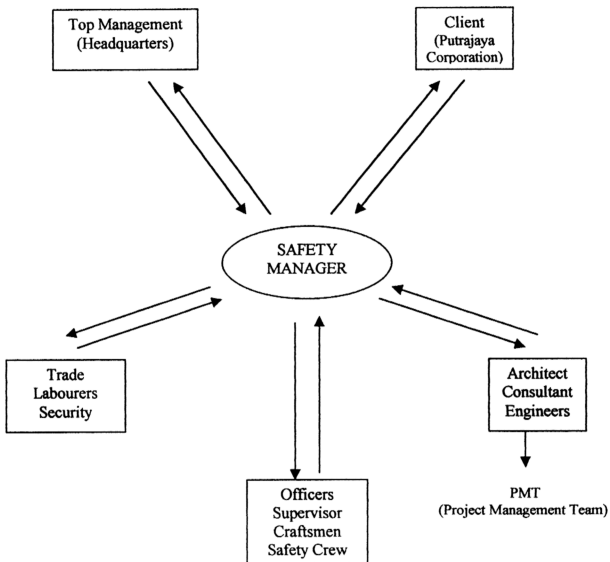 Top Management
(Headquarters)
Client
(Putrajaya
Corporation)
SAFETY
MANAGER
Trade
Labourers
Security
Architect
Consultant
Engineers
Officers
Supervisor
Craftsmen
Safety Crew
PMT
(Project Management Team)